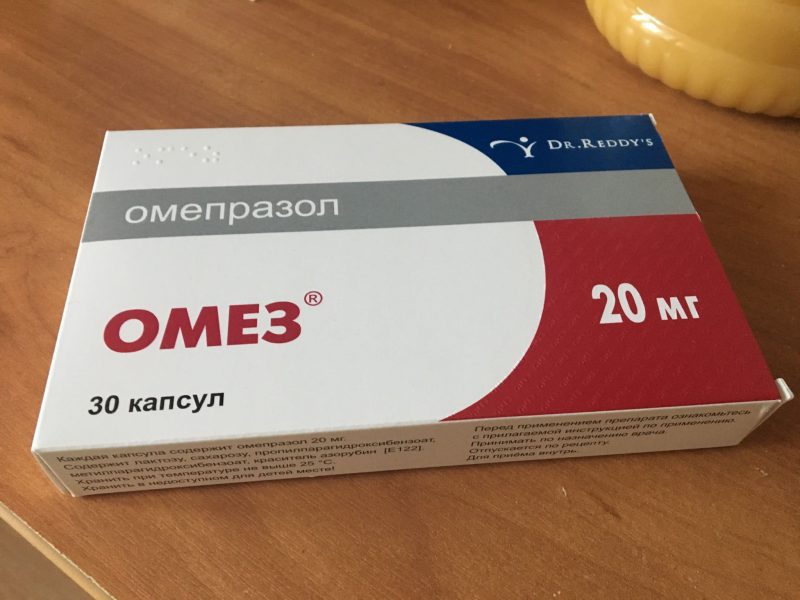 DR.REDDY'S
омепразол
ОМЕЗ®
20 мг
30 капсул
Каждая капсула содержит омепразол 20 мг.
Содержит лактозу, сахарозу, пропилпарагидроксибензоат,
метилпарагидроксибензоат, краситель азорубин [E122].
Хранить при температуре не выше 25 °C.
Хранить в недоступном для детей месте!
Перед применением препарата ознакомьтесь
с прилагаемой инструкцией по применению.
Принимать по назначению врача.
Отпускается по рецепту.
Для приёма внутрь.